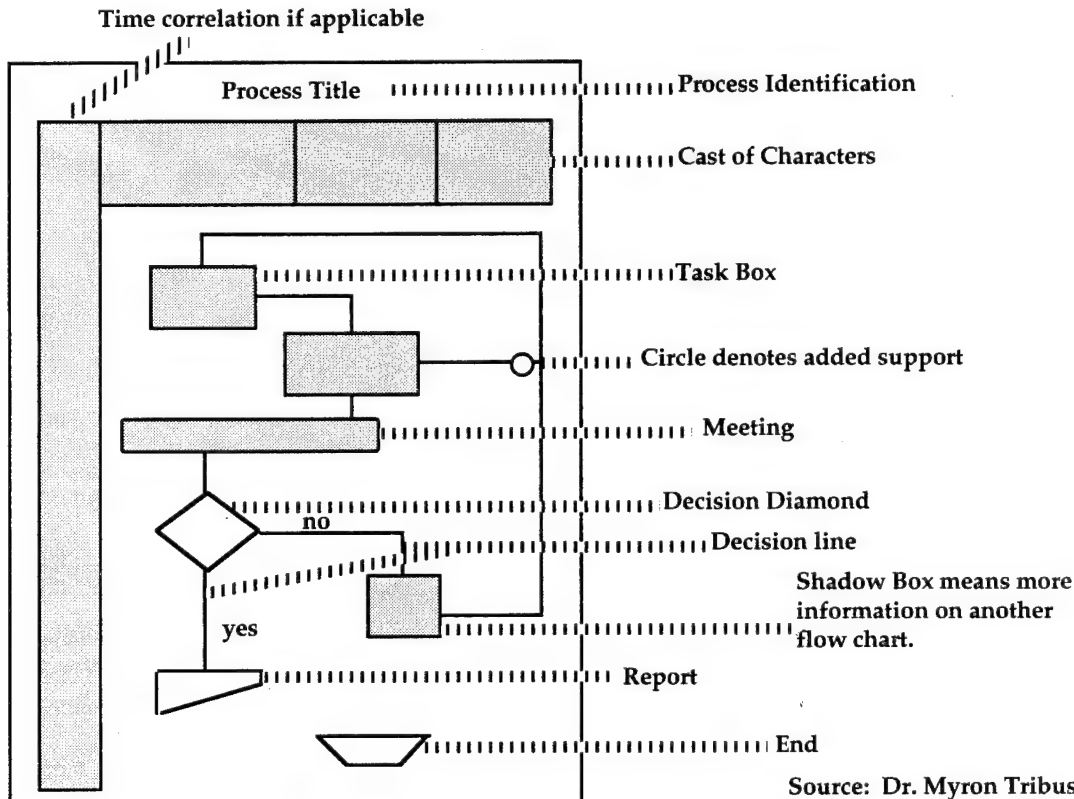 Time correlation if applicable
Process Title
Process Identification
Cast of Characters
Task Box
Circle denotes added support
Meeting
Decision Diamond
no
Decision line
Shadow Box means more
information on another
flow chart.
yes
Report
End
Source: Dr. Myron Tribus